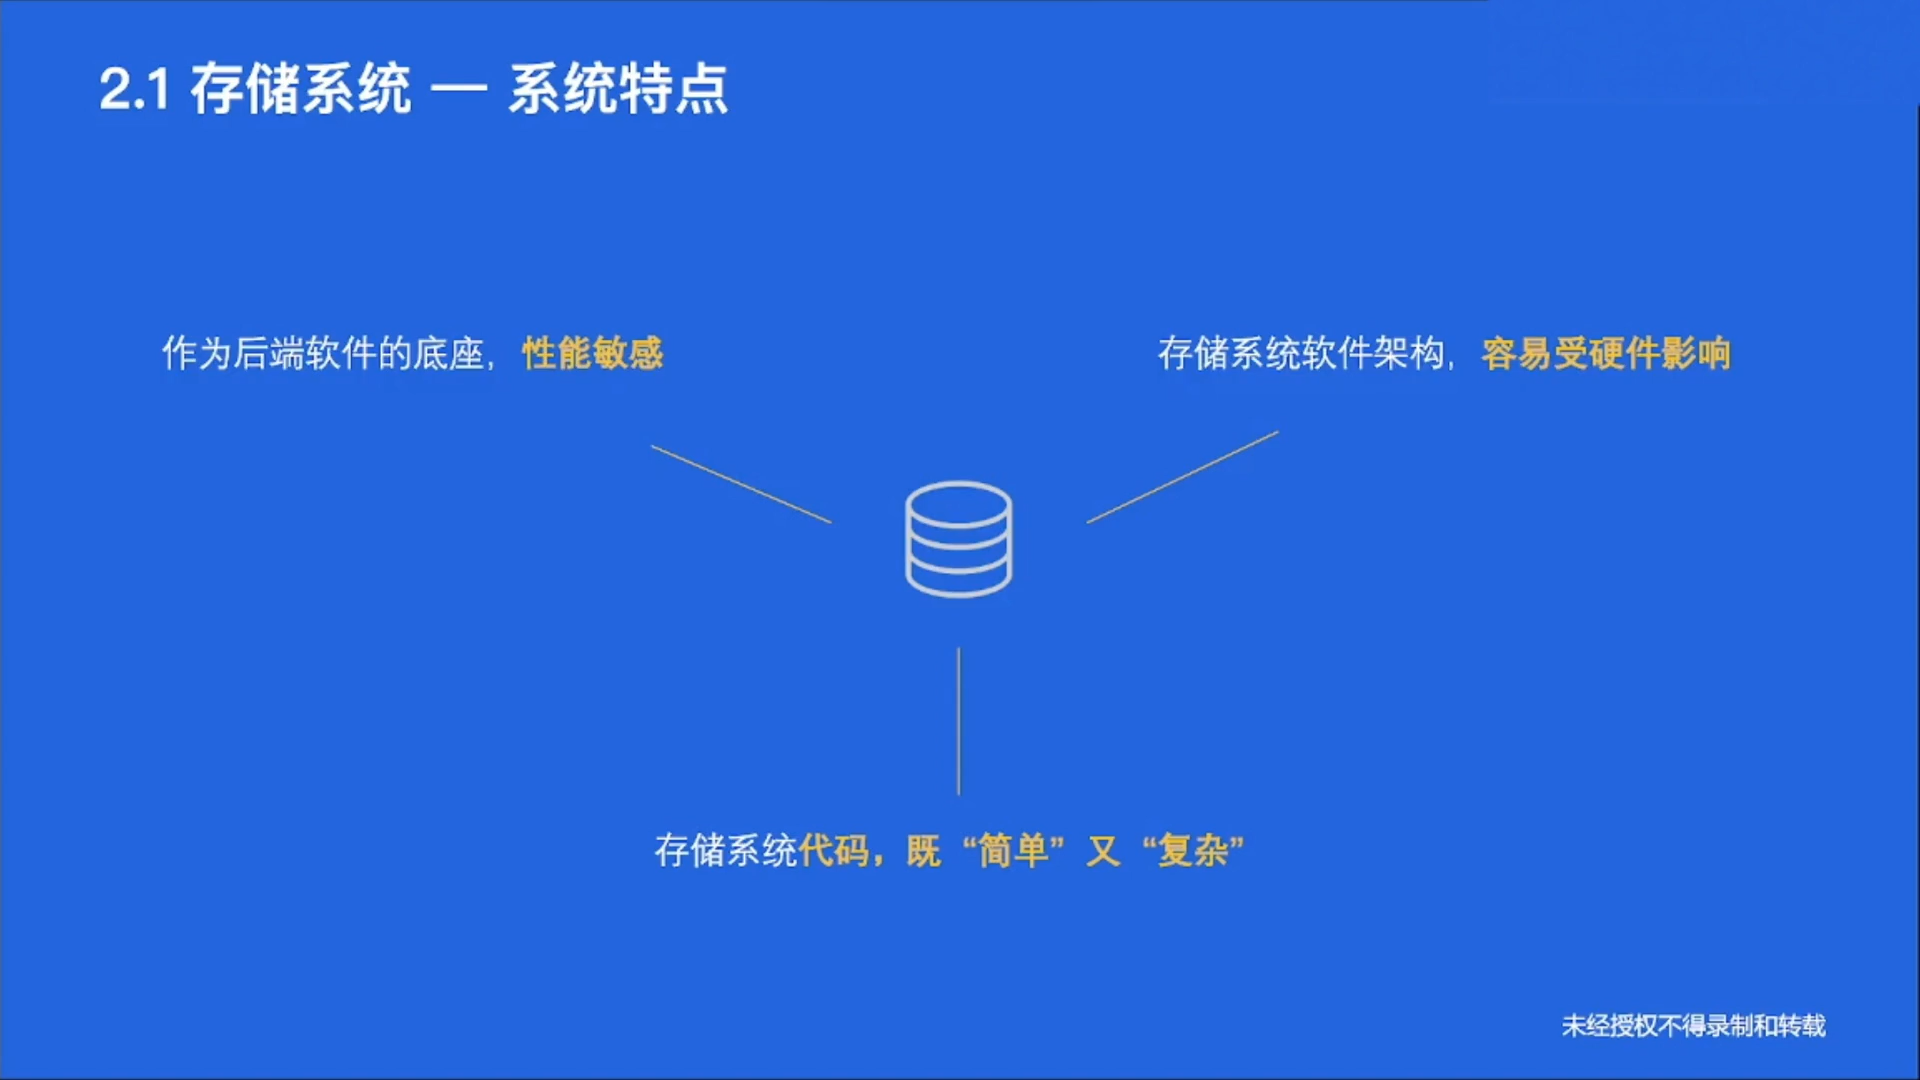 2.1 存储系统 — 系统特点
作为后端软件的底座，性能敏感
存储系统软件架构，容易受硬件影响
存储系统代码，既“简单”又“复杂”
未经授权不得录制和转载